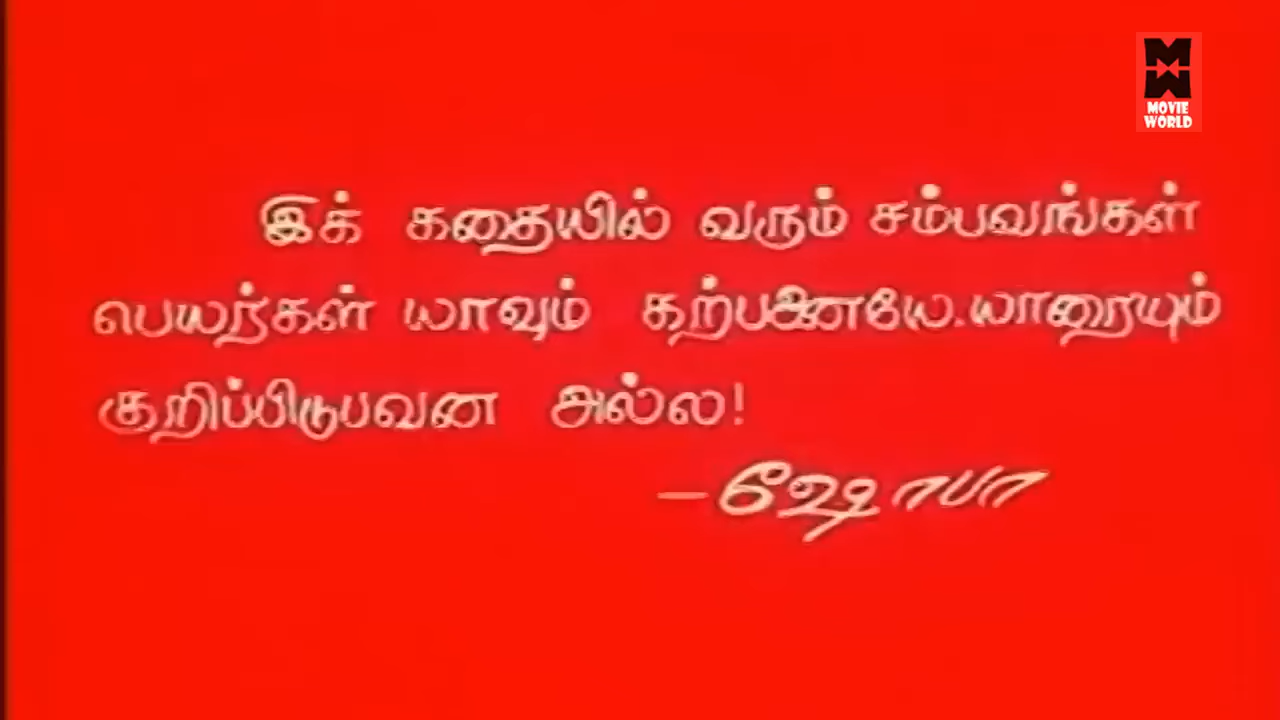 MOVIE
WORLD
இக் கதையில் வரும் சம்பவங்கள்
பெயர்கள் யாவும் கற்பனையே. யாரையும்
குறிப்பிடுபவன அல்ல!
- ஷோபா